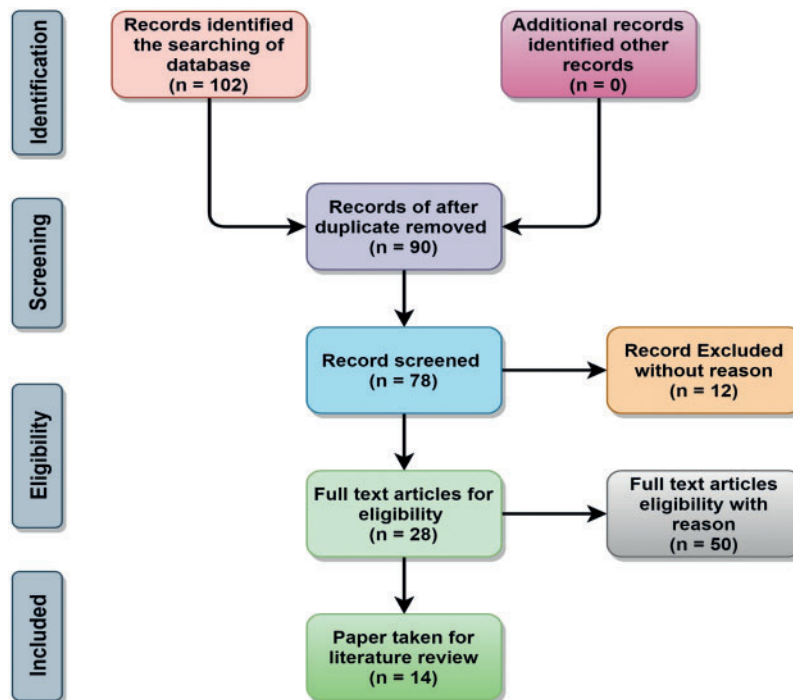 Identification
Records identified
the searching of
database
(n = 102)
Additional records
identified other
records
(n = 0)
Screening
Records of after
duplicate removed
(n = 90)
Record screened
(n = 78)
Record Excluded
without reason
(n = 12)
Eligibility
Full text articles for
eligibility
(n = 28)
Full text articles
eligibility with
reason
(n = 50)
Included
Paper taken for
literature review
(n = 14)